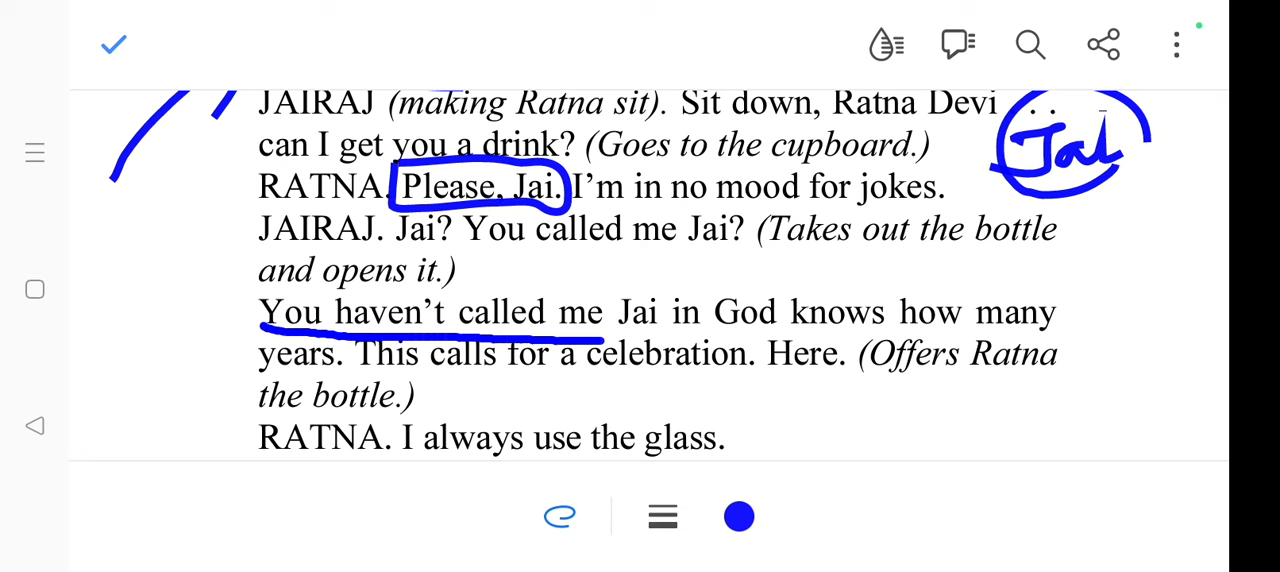 JAIRAJ (making Ratna sit). Sit down, Ratna Devi . .
can I get you a drink? (Goes to the cupboard.)
Jai
RATNA. Please, Jai. I'm in no mood for jokes.
JAIRAJ. Jai? You called me Jai? (Takes out the bottle
and opens it.)
You haven't called me Jai in God knows how many
years. This calls for a celebration. Here. (Offers Ratna
the bottle.)
RATNA. I always use the glass.